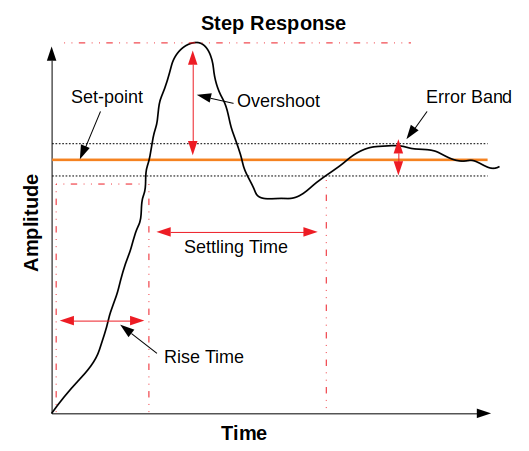 Step Response
Set-point
Overshoot
Error Band
Amplitude
Settling Time
Rise Time
Time